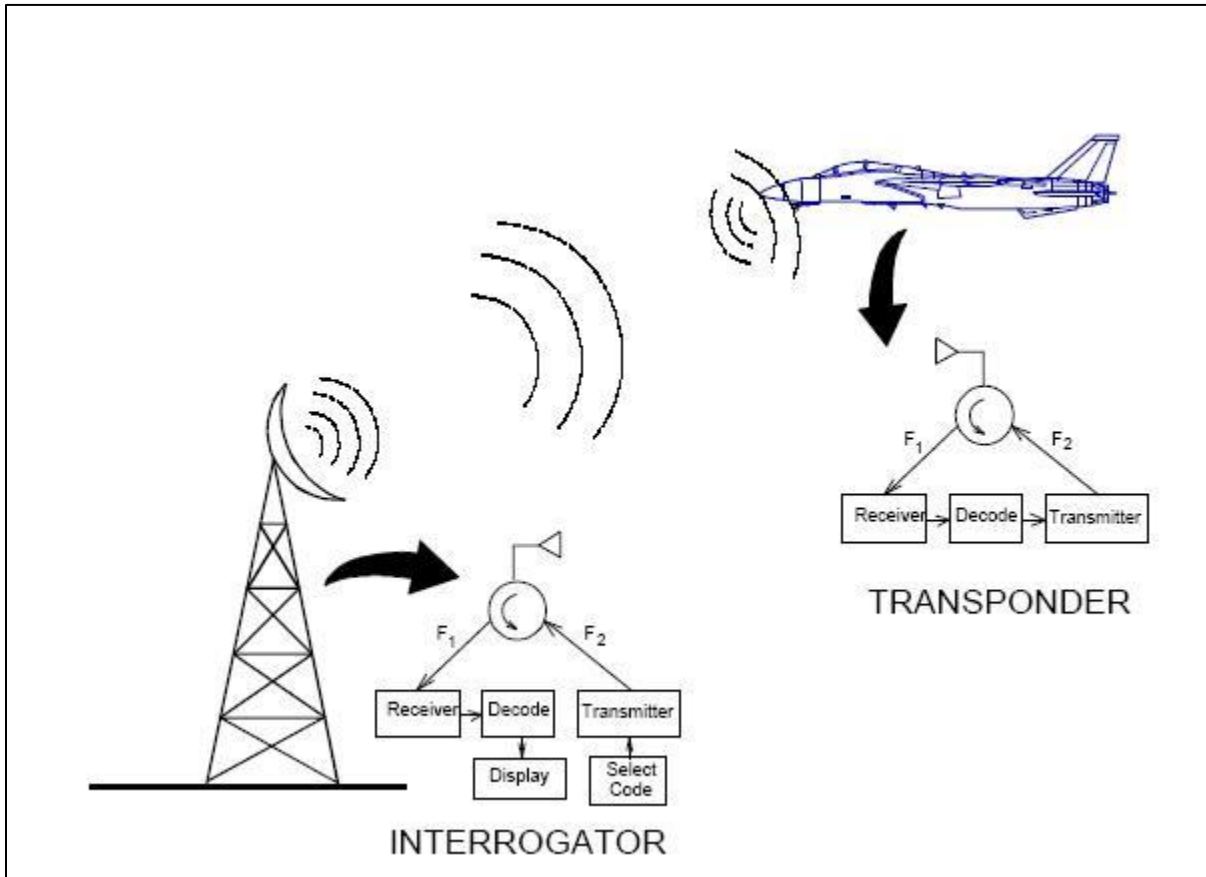 F1
F2
Receiver
Decode
Transmitter
TRANSPONDER
F1
F2
Receiver
Decode
Transmitter
Display
Select
Code
INTERROGATOR